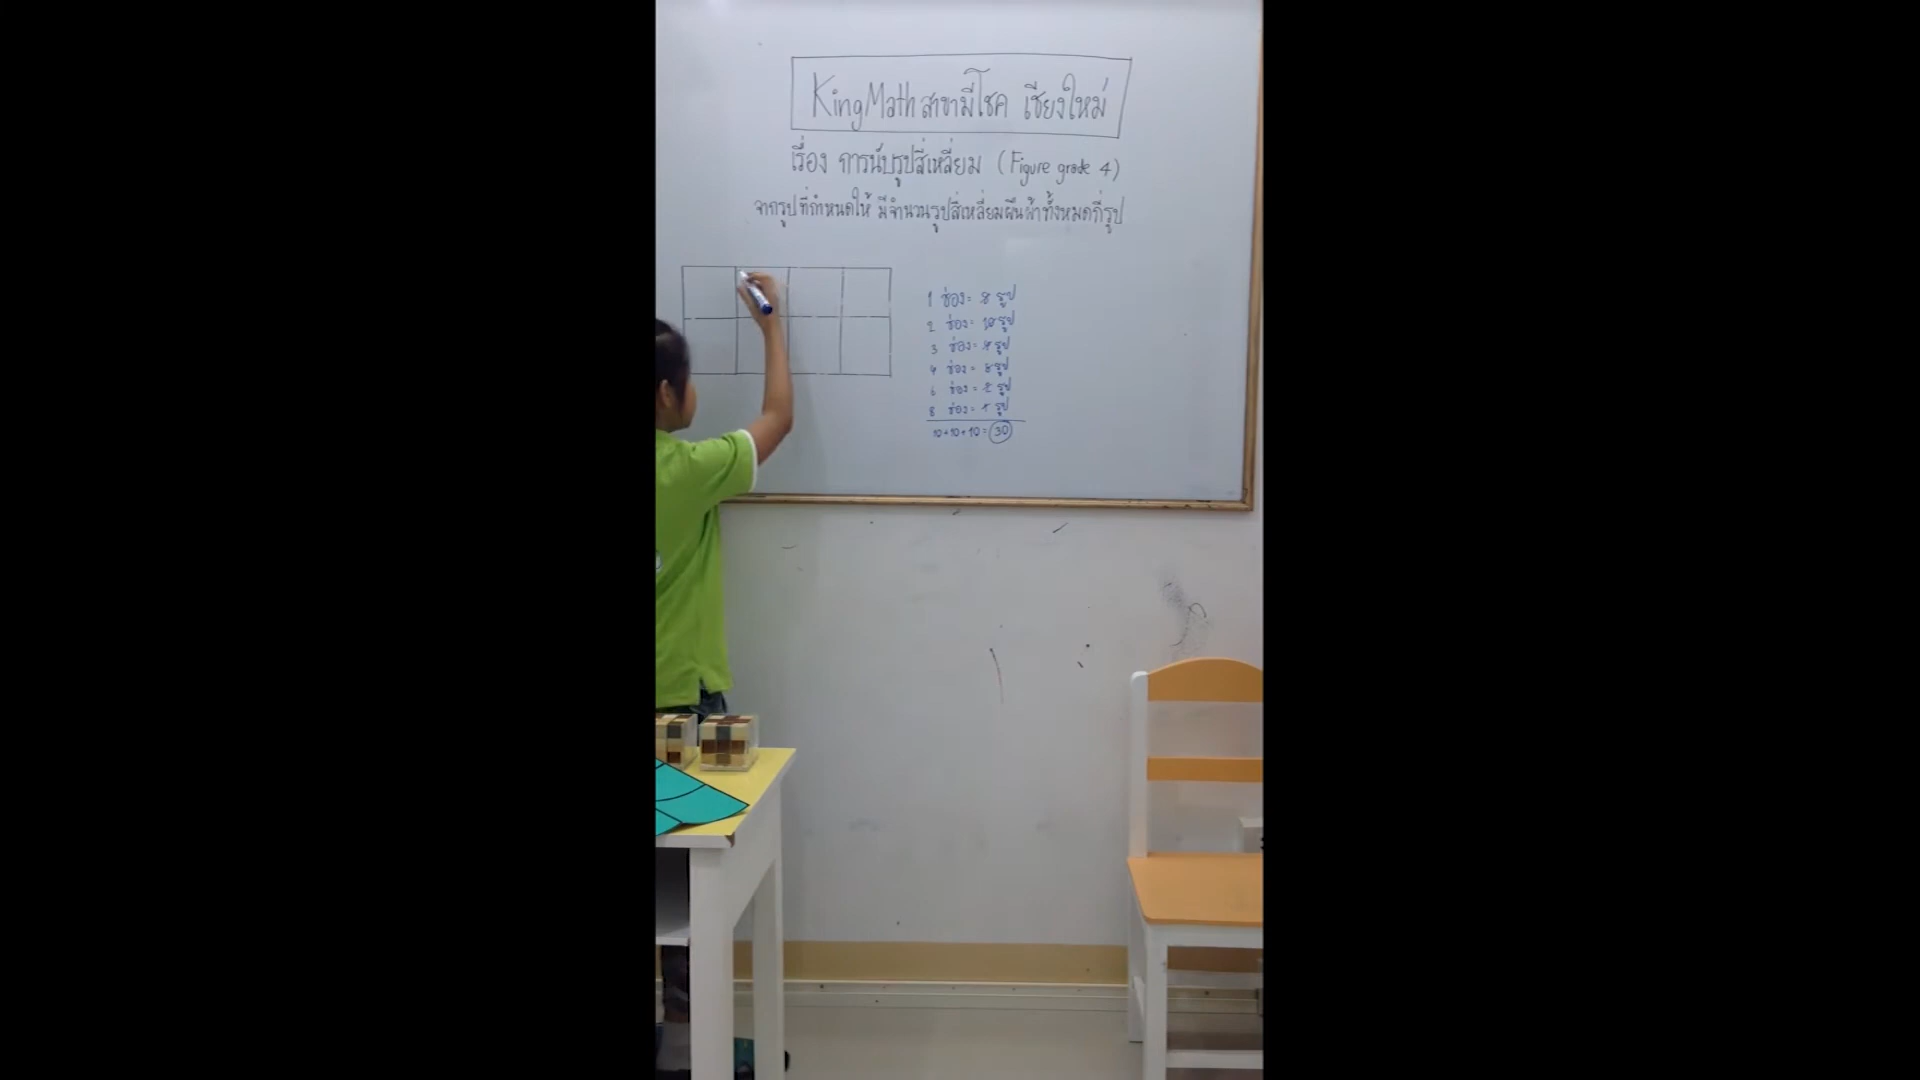 KingMath สาขามีโชค เชียงใหม่
เรื่อง การนับรูปสี่เหลี่ยม (Figure grade 4)
จากรูปที่กำหนดให้ มีจำนวนรูปสี่เหลี่ยมผืนผ้าทั้งหมดกี่รูป
1 ช่อง = 8 รูป
2 ช่อง = 10 รูป
3 ช่อง = 4 รูป
4 ช่อง = 5 รูป
6 ช่อง = 2 รูป
8 ช่อง = 1 รูป
10+10+10 = 30